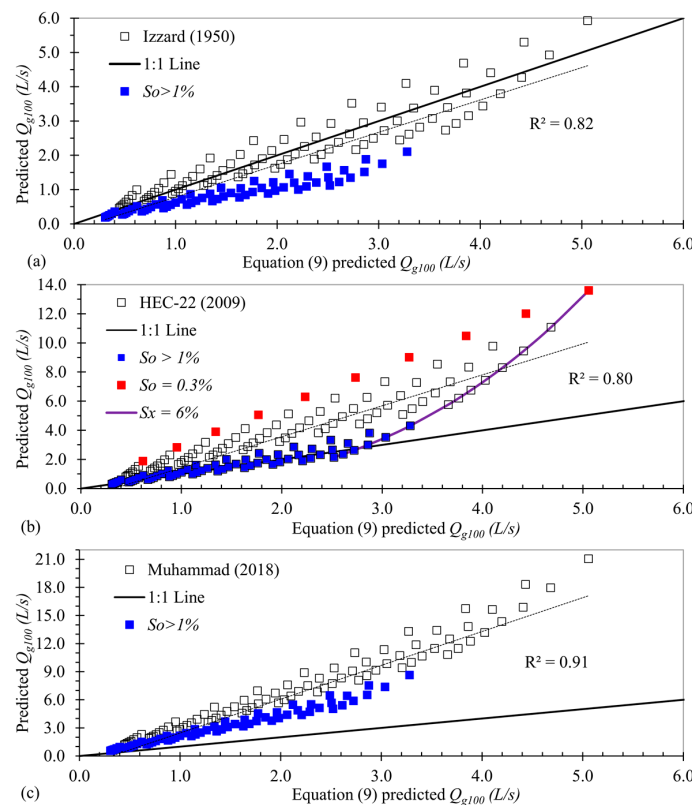 6.0
5.0
4.0
3.0
2.0
1.0
0.0
Predicted Qg100 (L/s)
Izzard (1950)
1:1 Line
So>1%
R² = 0.82
0.0 1.0 2.0 3.0 4.0 5.0 6.0
(a) Equation (9) predicted Qg100 (L/s)
14.0
12.0
10.0
8.0
6.0
4.0
2.0
0.0
Predicted Qg100 (L/s)
HEC-22 (2009)
1:1 Line
So > 1%
So = 0.3%
Sx = 6%
R² = 0.80
0.0 1.0 2.0 3.0 4.0 5.0 6.0
(b) Equation (9) predicted Qg100 (L/s)
21.0
18.0
15.0
12.0
9.0
6.0
3.0
0.0
Predicted Qg100 (L/s)
Muhammad (2018)
1:1 Line
So>1%
R² = 0.91
0.0 1.0 2.0 3.0 4.0 5.0 6.0
(c) Equation (9) predicted Qg100 (L/s)